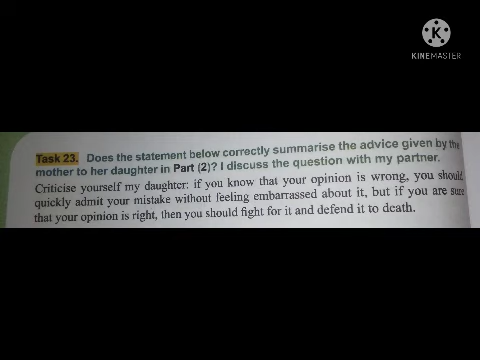 K
KINEMASTER
Task 23. Does the statement below correctly summarise the advice given by the
mother to her daughter in Part (2)? I discuss the question with my partner.
Criticise yourself my daughter: if you know that your opinion is wrong, you should
quickly admit your mistake without feeling embarrassed about it, but if you are sure
that your opinion is right, then you should fight for it and defend it to death.